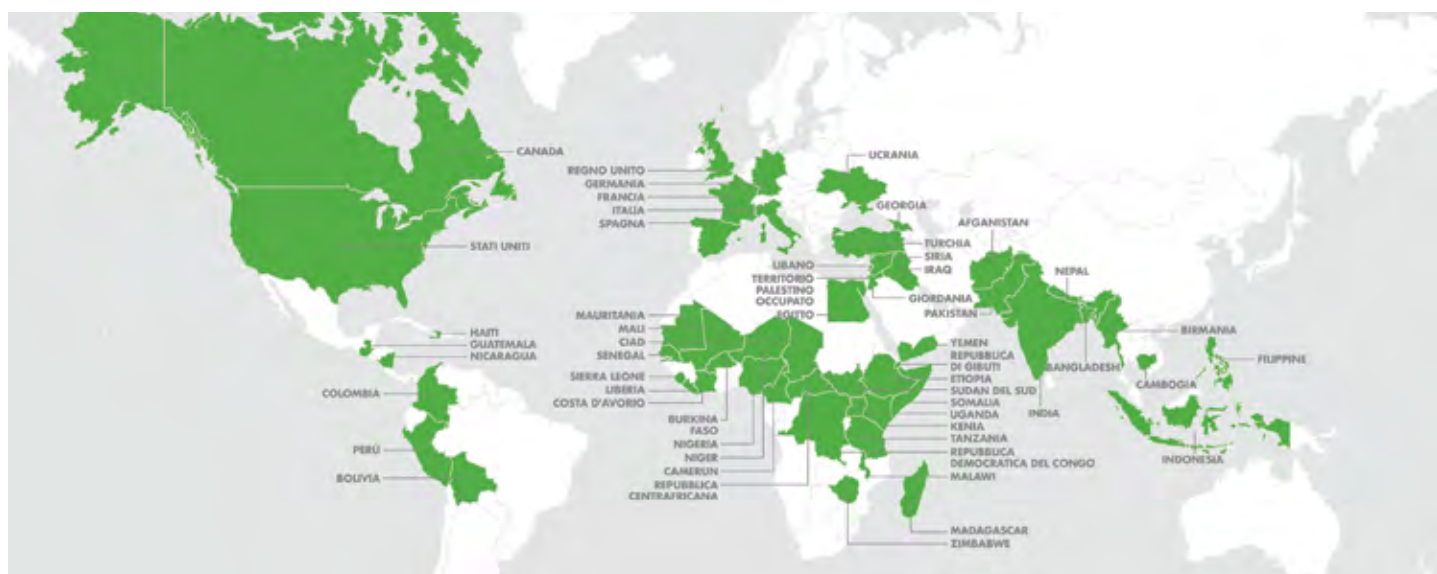 CANADA
STATI UNITI
HAITI
GUATEMALA
NICARAGUA
COLOMBIA
PERÙ
BOLIVIA
REGNO UNITO
GERMANIA
FRANCIA
ITALIA
SPAGNA
UCRANIA
GEORGIA
TURCHIA
SIRIA
IRAQ
LIBANO
TERRITORIO
PALESTINO
OCCUPATO
EGITTO
GIORDANIA
MAURITANIA
MALI
CIAD
SENEGAL
SIERRA LEONE
LIBERIA
COSTA D'AVORIO
BURKINA
FASO
NIGERIA
NIGER
CAMERUN
REPUBBLICA
CENTRAFRICANA
YEMEN
REPUBBLICA
DI GIBUTI
ETIOPIA
SUDAN DEL SUD
SOMALIA
UGANDA
KENIA
TANZANIA
REPUBBLICA
DEMOCRATICA DEL CONGO
MALAWI
MADAGASCAR
ZIMBABWE
AFGANISTAN
NEPAL
PAKISTAN
BIRMANIA
BANGLADESH
FILIPPINE
CAMBOGIA
INDIA
INDONESIA